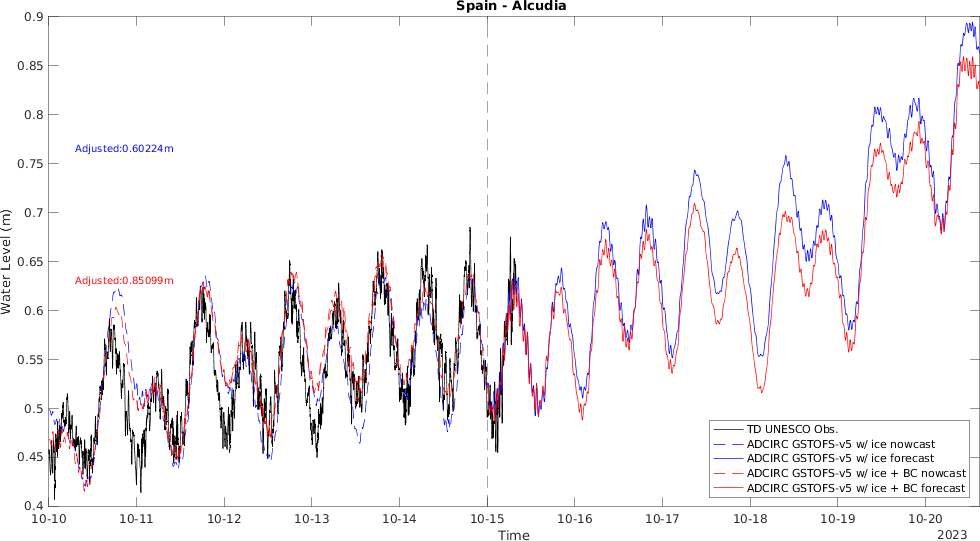 Spain - Alcudia
0.9
0.85
0.8
0.75
0.7
0.65
0.6
0.55
0.5
0.45
0.4
Water Level (m)
Adjusted:0.60224m
Adjusted:0.85099m
TD UNESCO Obs.
ADCIRC GSTOFS-v5 w/ ice nowcast
ADCIRC GSTOFS-v5 w/ ice forecast
ADCIRC GSTOFS-v5 w/ ice + BC nowcast
ADCIRC GSTOFS-v5 w/ ice + BC forecast
10-10 10-11 10-12 10-13 10-14 10-15 10-16 10-17 10-18 10-19 10-20
Time
2023